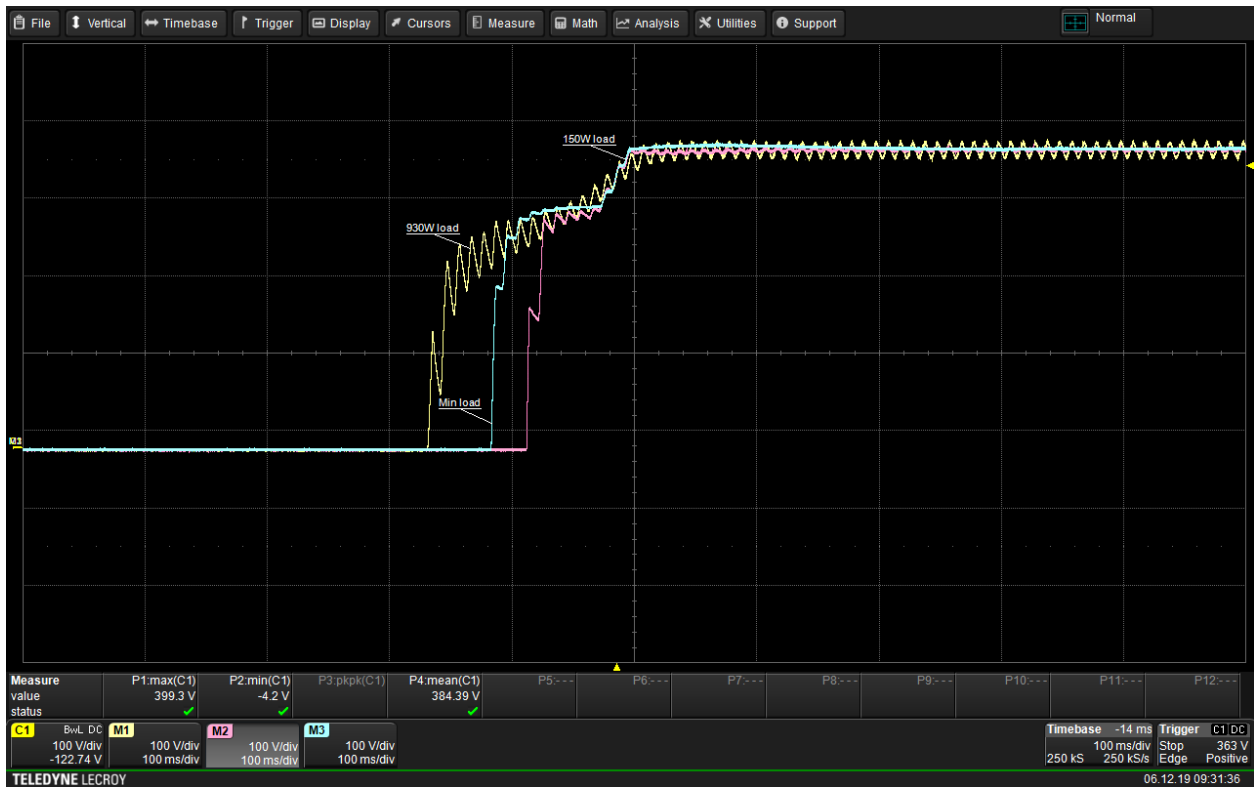 File Vertical Timebase Trigger Display Cursors Measure Math Analysis Utilities Support Normal
150W load
930W load
Min load
Measure P1:max(C1) P2:min(C1) P3:pkpk(C1) P4:mean(C1) P5:--- P6:--- P7:--- P8:--- P9:--- P10:--- P11:--- P12:---
value 399.3 V -4.2 V 384.39 V
status
C1 BwL DC M1 M2 M3 Timebase -14 ms Trigger C1 DC
100 V/div 100 V/div 100 V/div 100 V/div 100 ms/div Stop 363 V
-122.74 V 100 ms/div 100 ms/div 100 ms/div 250 kS 250 kS/s Edge Positive
TELEDYNE LECROY 06.12.19 09:31:36